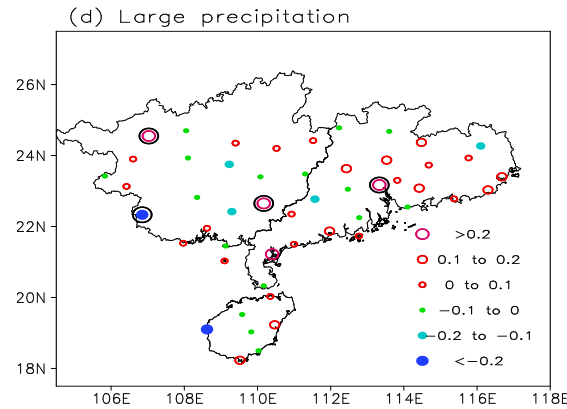 (d) Large precipitation
26N
24N
22N
20N
18N
>0.2
0.1 to 0.2
0 to 0.1
−0.1 to 0
−0.2 to −0.1
<−0.2
106E 108E 110E 112E 114E 116E 118E